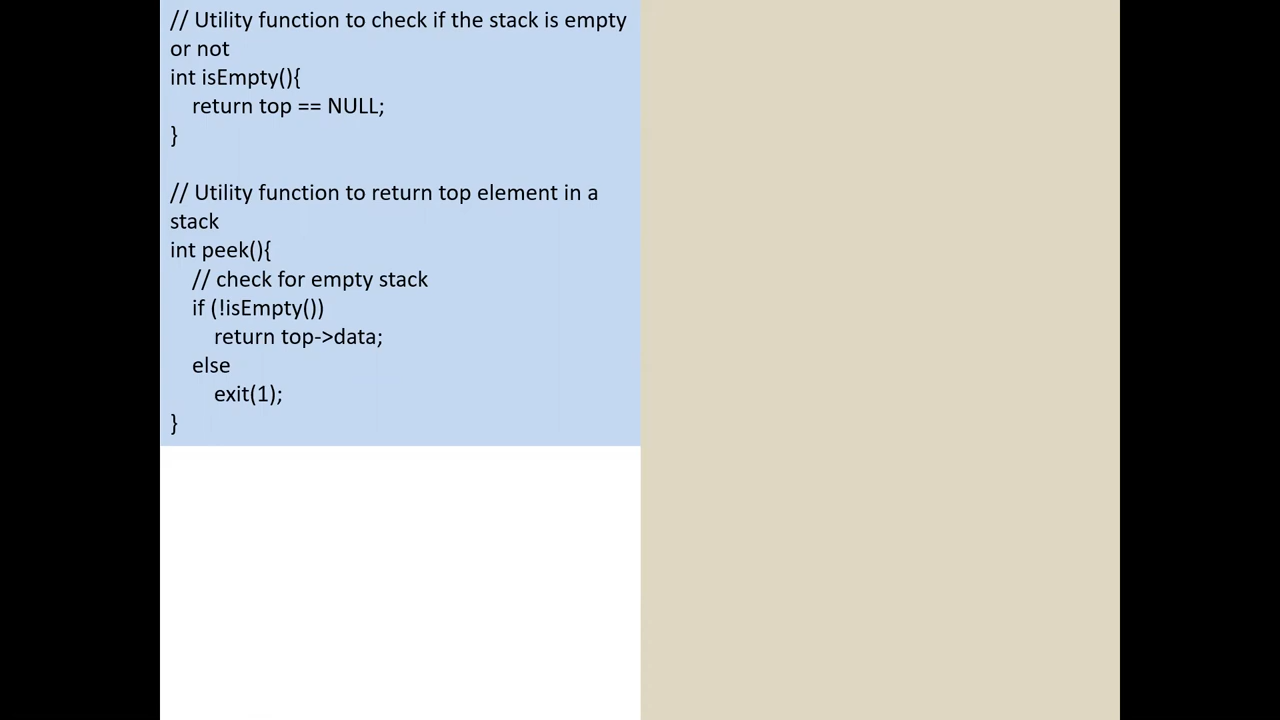 // Utility function to check if the stack is empty
or not
int isEmpty(){
    return top == NULL;
}

// Utility function to return top element in a
stack
int peek(){
    // check for empty stack
    if (!isEmpty())
        return top->data;
    else
        exit(1);
}